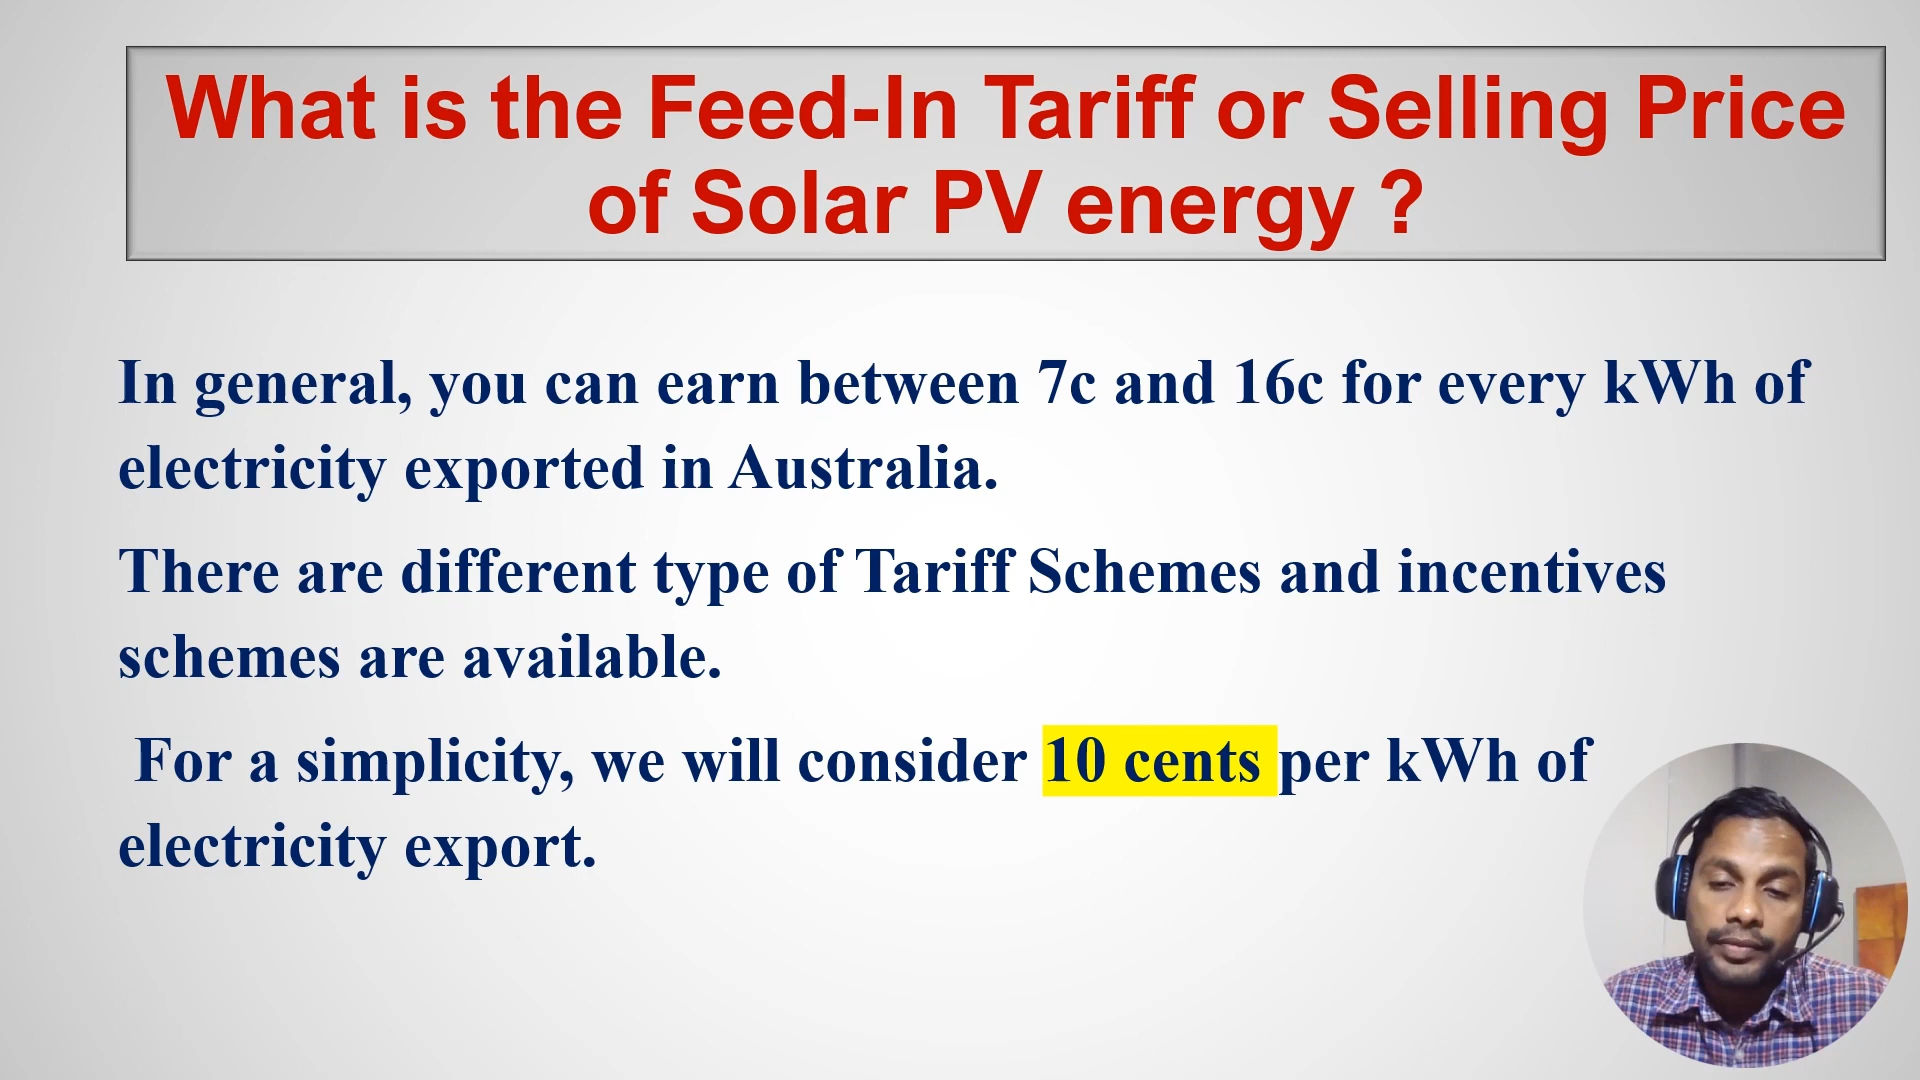 What is the Feed-In Tariff or Selling Price
of Solar PV energy ?
In general, you can earn between 7c and 16c for every kWh of
electricity exported in Australia.
There are different type of Tariff Schemes and incentives
schemes are available.
For a simplicity, we will consider 10 cents per kWh of
electricity export.